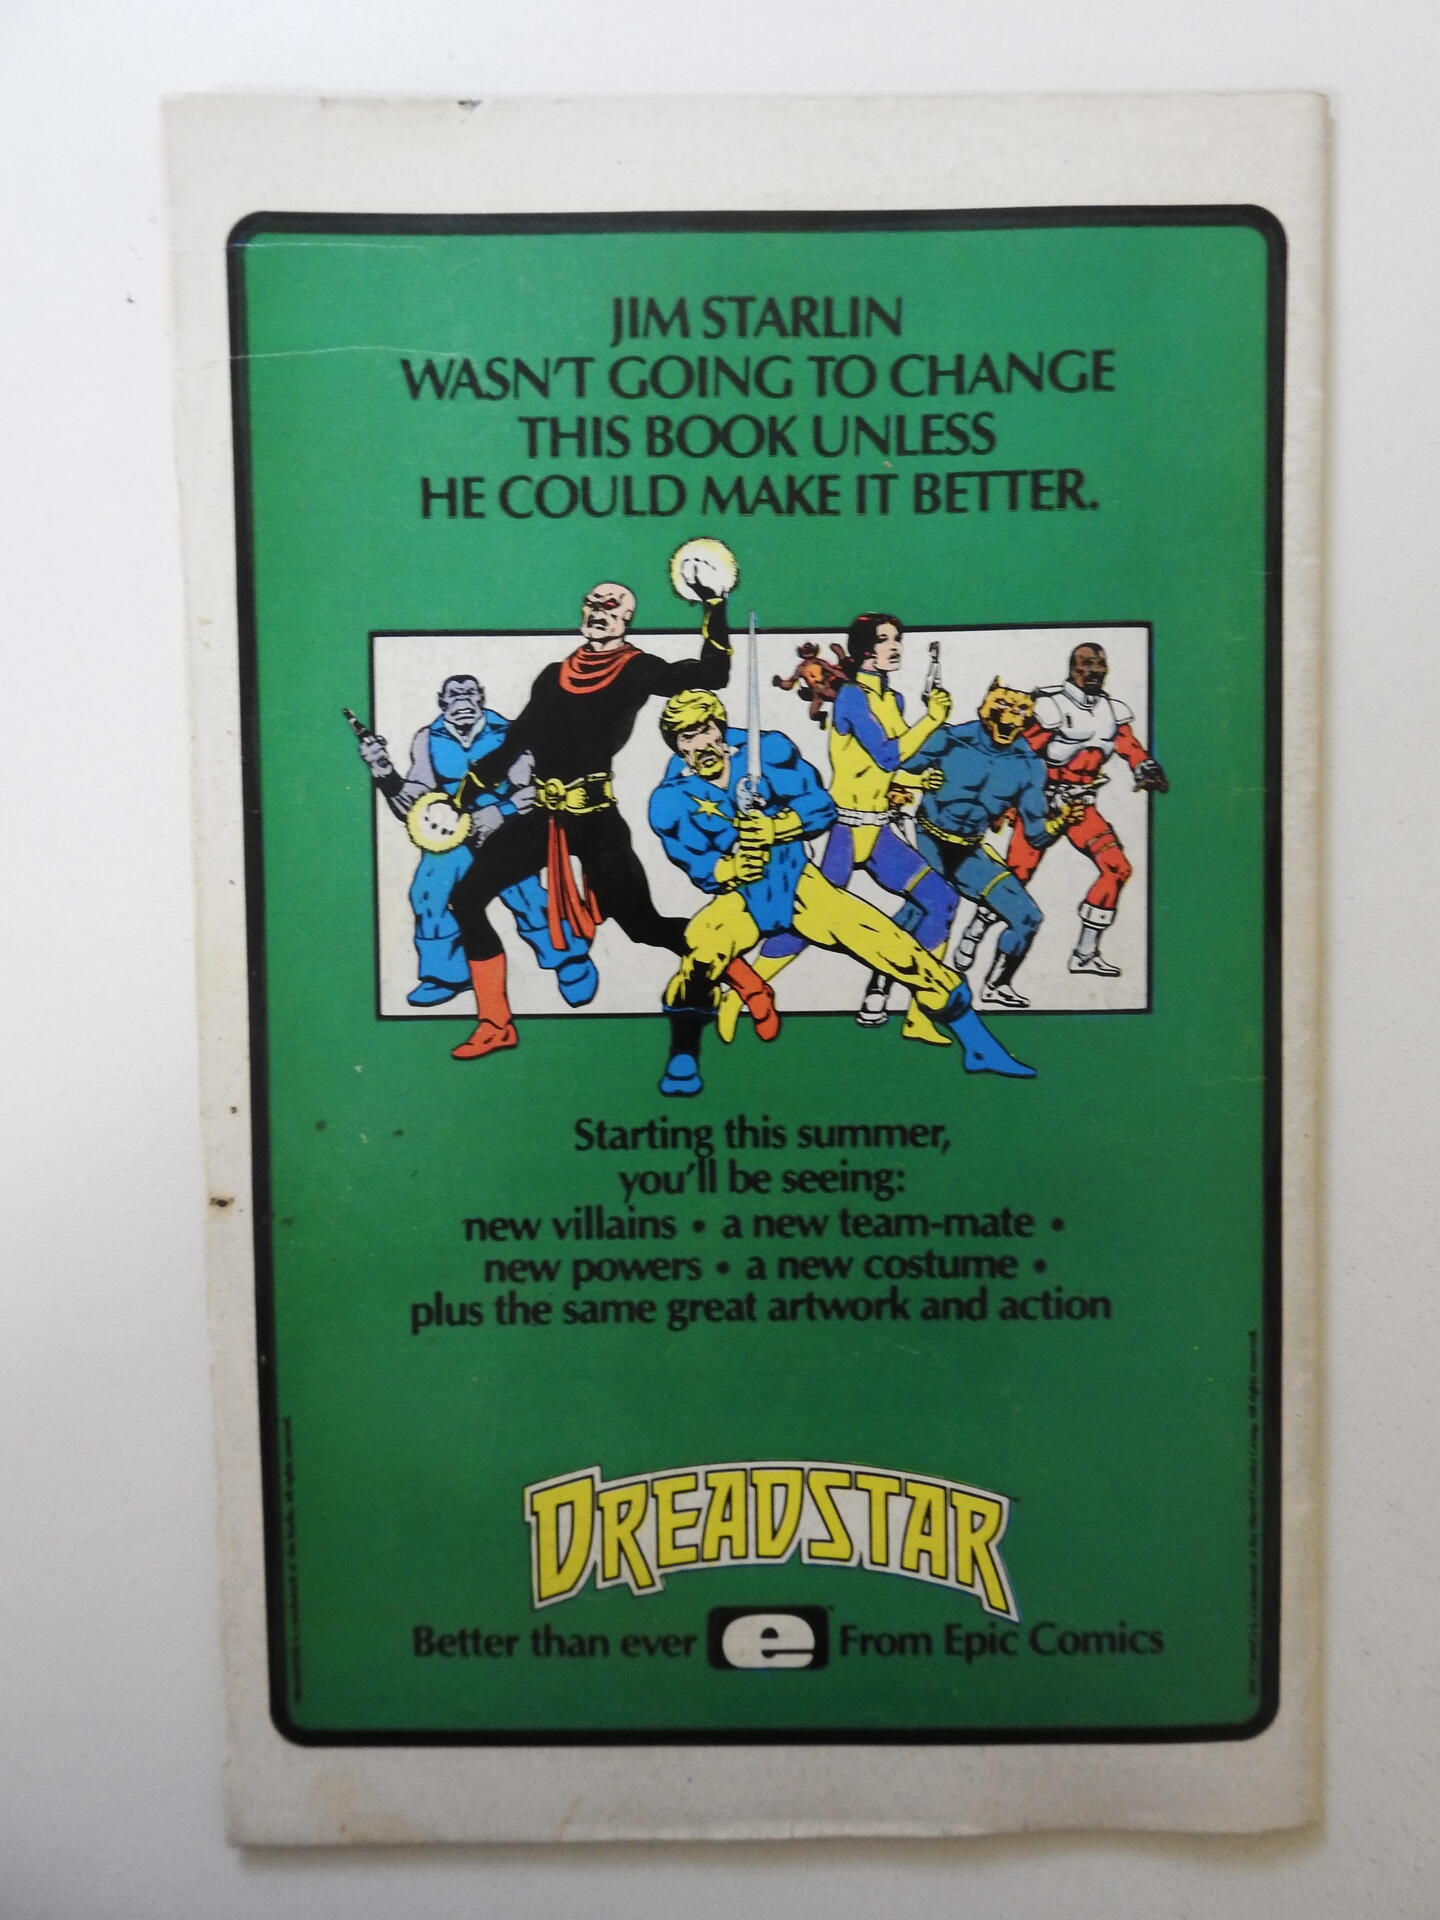 JIM STARLIN
WASN'T GOING TO CHANGE
THIS BOOK UNLESS
HE COULD MAKE IT BETTER.
Starting this summer,
you'll be seeing:
new villains • a new team-mate •
new powers • a new costume •
plus the same great artwork and action
DREADSTAR
Better than ever e From Epic Comics